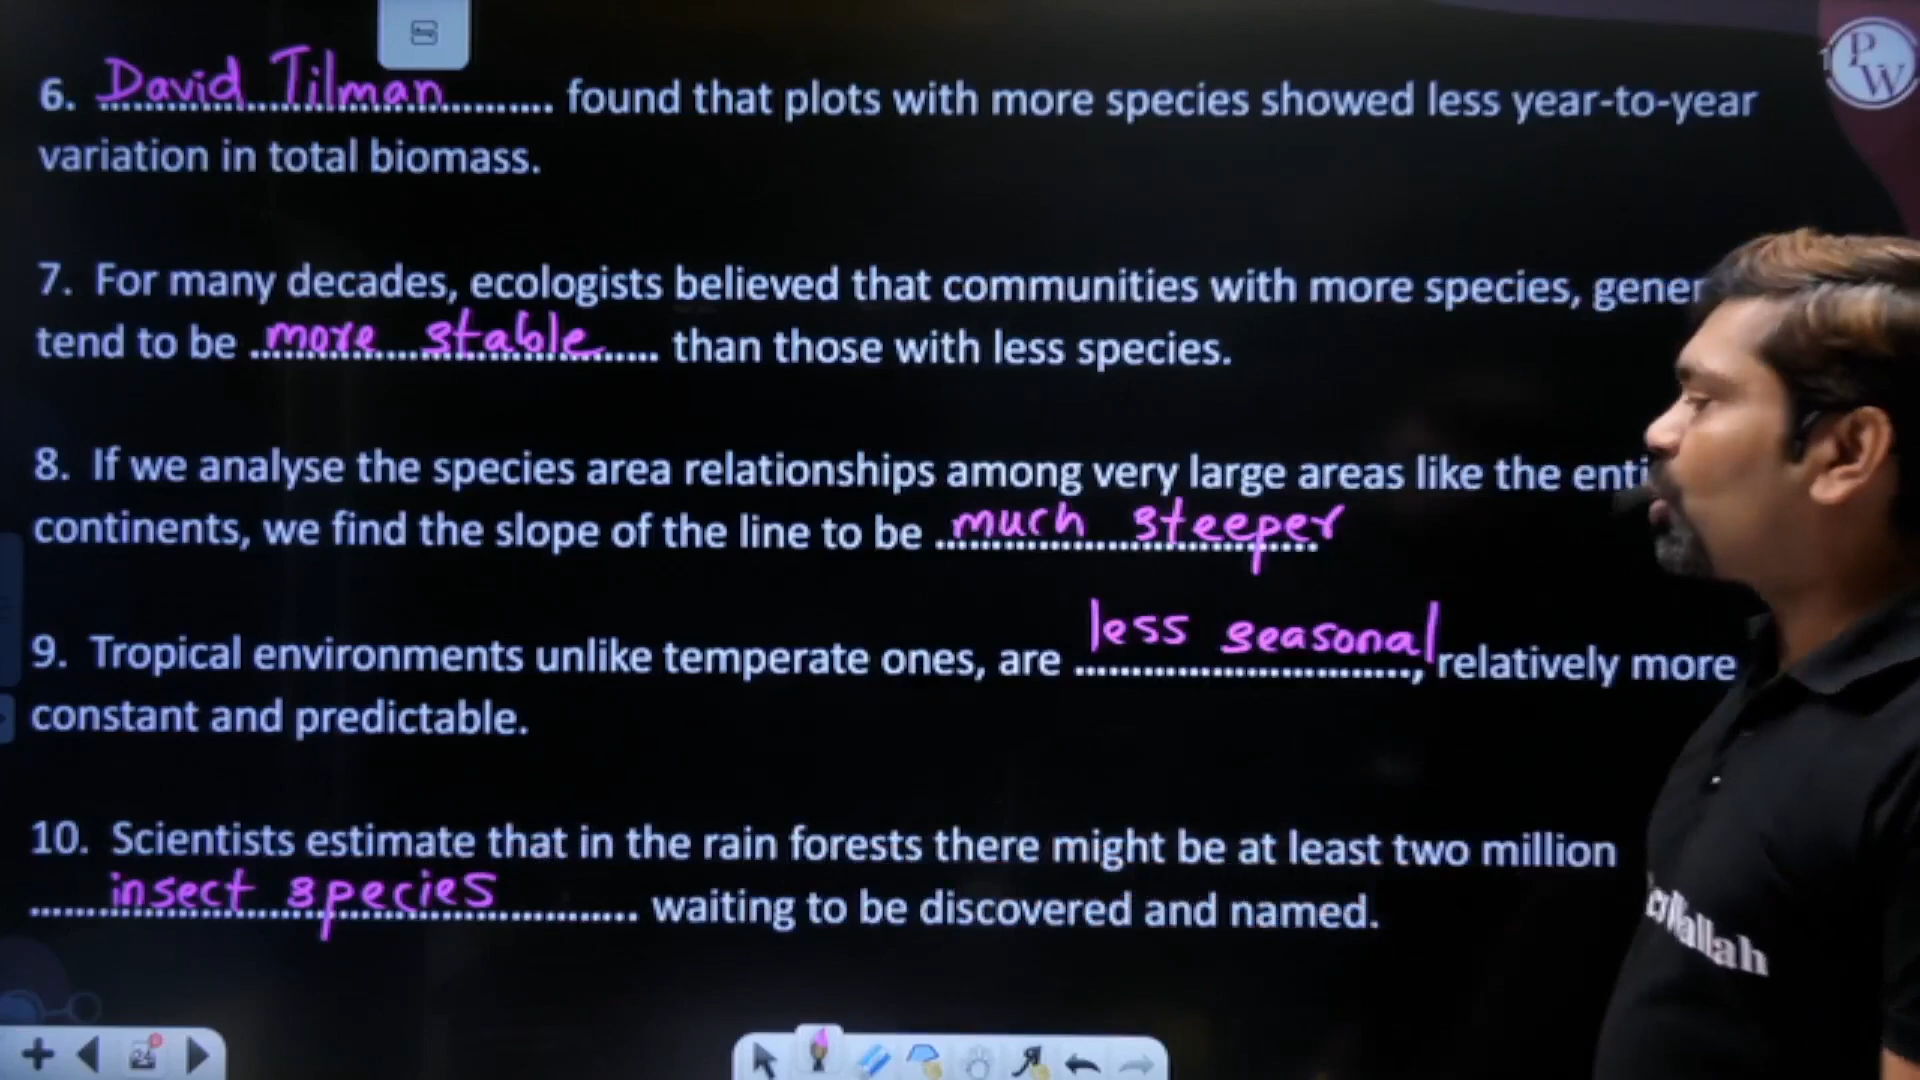 6. David Tilman found that plots with more species showed less year-to-year
variation in total biomass.
7. For many decades, ecologists believed that communities with more species,
tend to be more stable than those with less species.
8. If we analyse the species area relationships among very large areas like the
continents, we find the slope of the line to be much steeper
9. Tropical environments unlike temperate ones, are less seasonal, relatively more
constant and predictable.
10. Scientists estimate that in the rain forests there might be at least two million
insect species waiting to be discovered and named.
PW
24